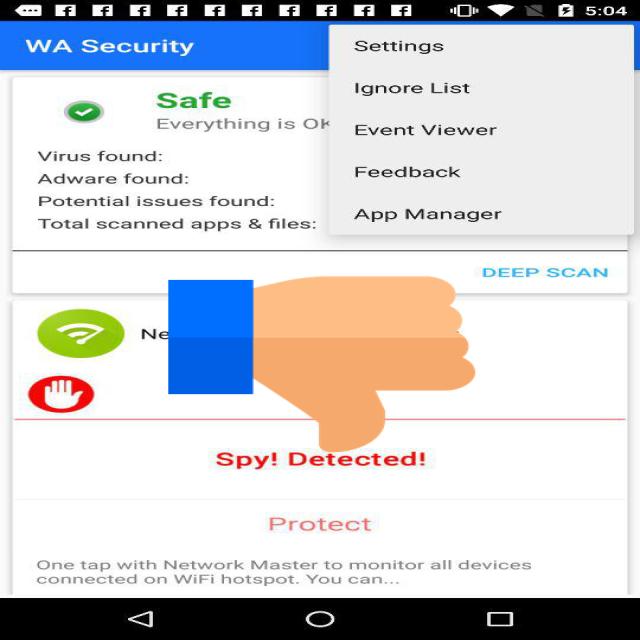 5:04
WA Security
Settings
Ignore List
Event Viewer
Feedback
App Manager
Safe
Everything is OK
Virus found:
Adware found:
Potential issues found:
Total scanned apps & files:
DEEP SCAN
Ne
Spy! Detected!
Protect
One tap with Network Master to monitor all devices
connected on WiFi hotspot. You can...